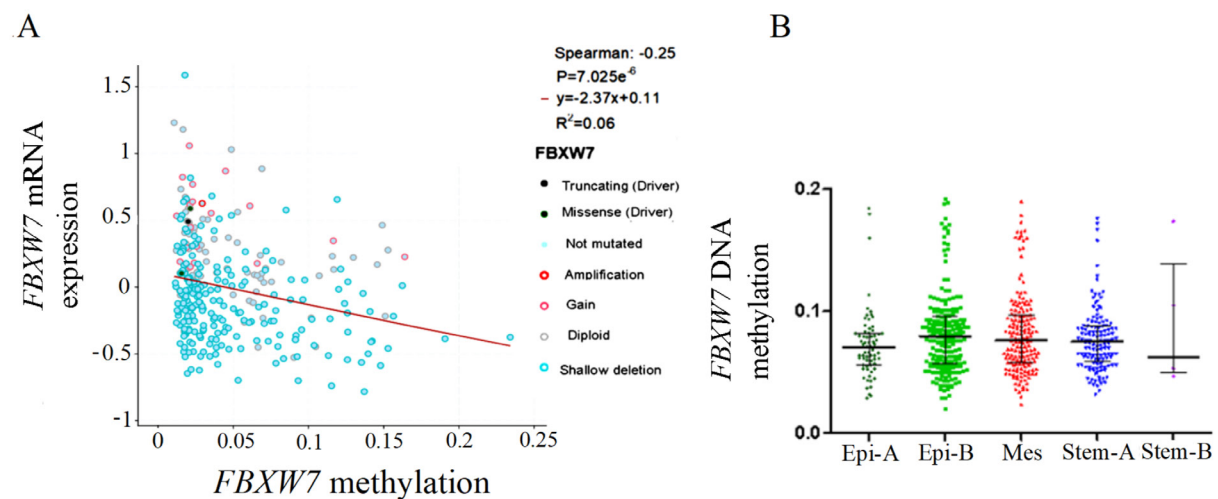 A
B
Spearman: -0.25
P=7.025e-6
y=-2.37x+0.11
R2=0.06
FBXW7
Truncating (Driver)
Missense (Driver)
Not mutated
Amplification
Gain
Diploid
Shallow deletion
FBXW7 mRNA
expression
1.5
1
0.5
0
-0.5
-1
0
0.05
0.1
0.15
0.2
0.25
FBXW7 methylation
FBXW7 DNA
methylation
0.2
0.1
0.0
Epi-A
Epi-B
Mes
Stem-A
Stem-B